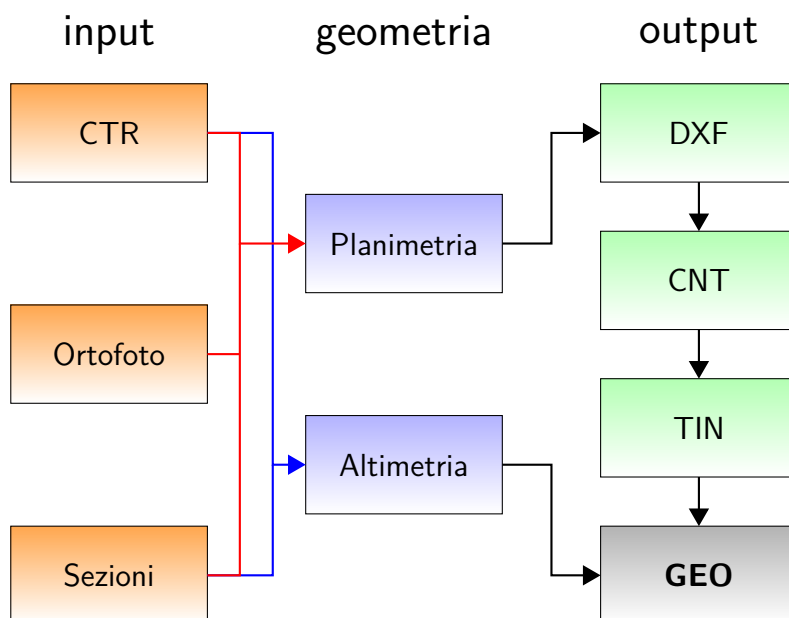 input geometria output
CTR
DXF
Planimetria
CNT
Ortofoto
TIN
Altimetria
Sezioni
GEO